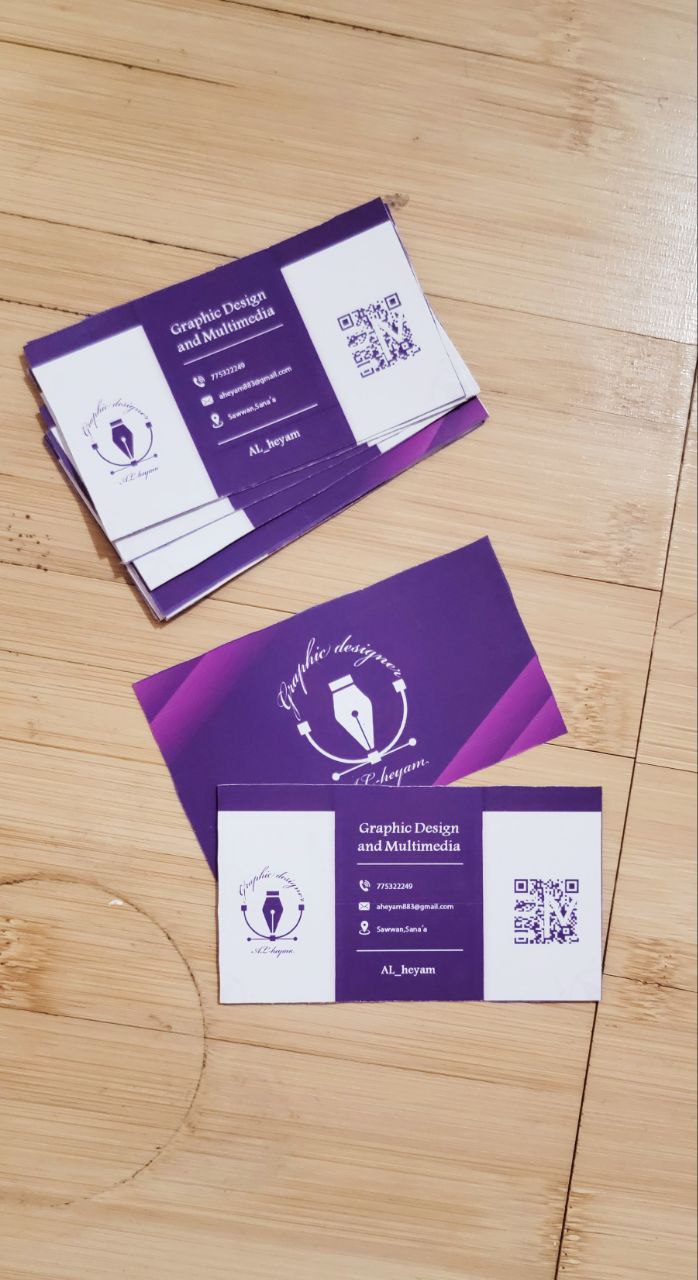 Graphic Design
and Multimedia
775322249
aheyam883@gmail.com
Sawwan,Sana'a
AL_heyam
Graphic designer
AL-heyam
Graphic designer
AL-heyam
Graphic Design
and Multimedia
775322249
aheyam883@gmail.com
Sawwan,Sana'a
AL_heyam
Graphic designer
AL-heyam